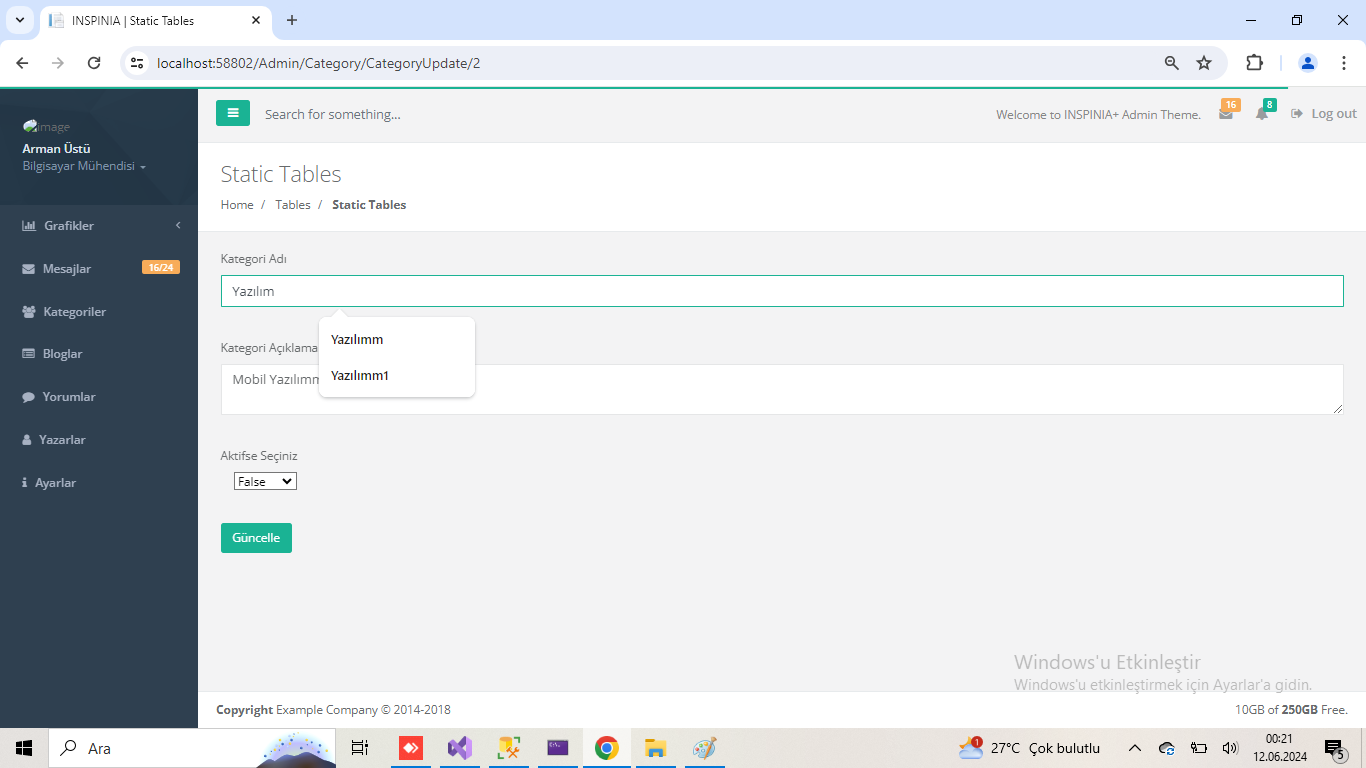 INSPINIA | Static Tables
localhost:58802/Admin/Category/CategoryUpdate/2
Search for something...
Welcome to INSPINIA+ Admin Theme.
16
8
Log out
image
Arman Üstü
Bilgisayar Mühendisi
Grafikler
Mesajlar
16/24
Kategoriler
Bloglar
Yorumlar
Yazarlar
Ayarlar
Static Tables
Home / Tables / Static Tables
Kategori Adı
Yazılım
Yazılımm
Yazılımm1
Kategori Açıklama
Mobil Yazılımm
Aktifse Seçiniz
False
Güncelle
Windows'u Etkinleştir
Windows'u etkinleştirmek için Ayarlar'a gidin.
Copyright Example Company © 2014-2018
10GB of 250GB Free.
Ara
1
27°C Çok bulutlu
00:21
12.06.2024
5